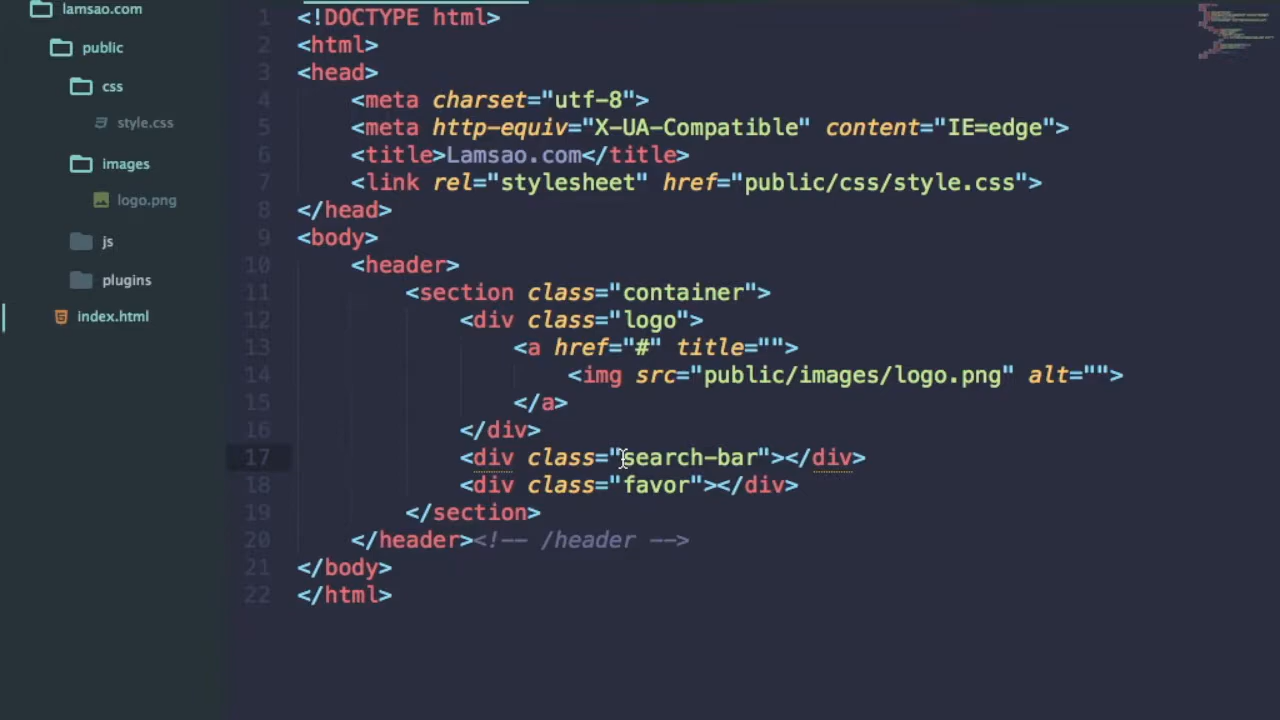 lamsao.com
public
css
style.css
images
logo.png
js
plugins
index.html
1 <!DOCTYPE html>
2 <html>
3 <head>
4 <meta charset="utf-8">
5 <meta http-equiv="X-UA-Compatible" content="IE=edge">
6 <title>Lamsao.com</title>
7 <link rel="stylesheet" href="public/css/style.css">
8 </head>
9 <body>
10 <header>
11 <section class="container">
12 <div class="logo">
13 <a href="#" title="">
14 <img src="public/images/logo.png" alt="">
15 </a>
16 </div>
17 <div class="search-bar"></div>
18 <div class="favor"></div>
19 </section>
20 </header><!-- /header -->
21 </body>
22 </html>